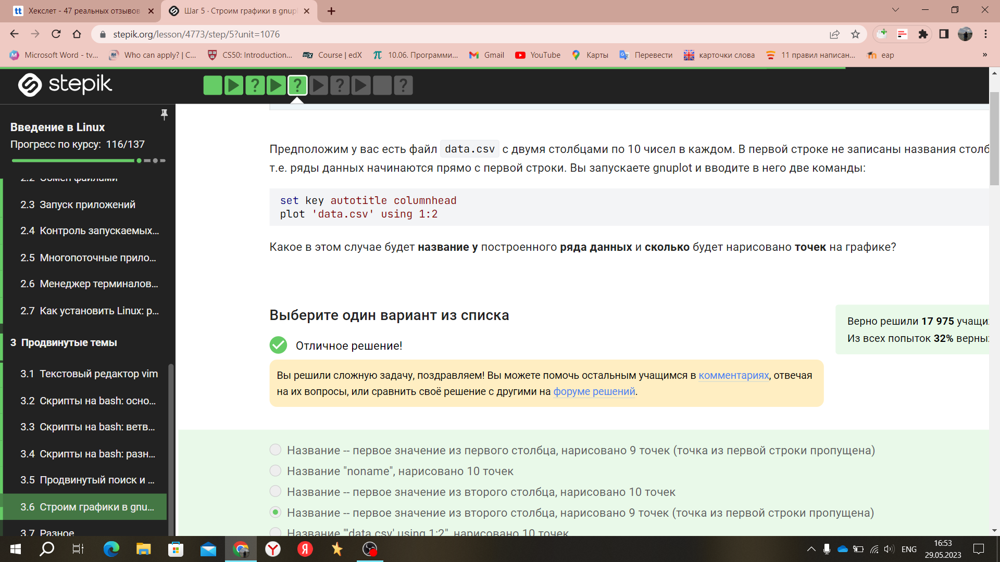 Хекслет - 47 реальных отзывов
Шаг 5 · Строим графики в gnupl
stepik.org/lesson/4773/step/5?unit=1076
Microsoft Word - tv...
Who can apply? | C...
CS50: Introduction...
edX
Course | edX
10.06. Программи...
Gmail
YouTube
Карты
Перевести
карточки слова
11 правил написан...
eap
»
stepik
Введение в Linux
Прогресс по курсу: 116/137
2.2 Обмен файлами
2.3 Запуск приложений
2.4 Контроль запускаемых...
2.5 Многопоточные прило...
2.6 Менеджер терминалов...
2.7 Как установить Linux: р...
3 Продвинутые темы
3.1 Текстовый редактор vim
3.2 Скрипты на bash: осно...
3.3 Скрипты на bash: ветв...
3.4 Скрипты на bash: разн...
3.5 Продвинутый поиск и ...
3.6 Строим графики в gnu...
3.7 Разное
Предположим у вас есть файл data.csv с двумя столбцами по 10 чисел в каждом. В первой строке не записаны названия столб
т.е. ряды данных начинаются прямо с первой строки. Вы запускаете gnuplot и вводите в него две команды:
set key autotitle columnhead
plot 'data.csv' using 1:2
Какое в этом случае будет название у построенного ряда данных и сколько будет нарисовано точек на графике?
Выберите один вариант из списка
Верно решили 17 975 учащи
Из всех попыток 32% верны
Отличное решение!
Вы решили сложную задачу, поздравляем! Вы можете помочь остальным учащимся в комментариях, отвечая
на их вопросы, или сравнить своё решение с другими на форуме решений.
Название -- первое значение из первого столбца, нарисовано 9 точек (точка из первой строки пропущена)
Название "noname", нарисовано 10 точек
Название -- первое значение из второго столбца, нарисовано 10 точек
Название -- первое значение из второго столбца, нарисовано 9 точек (точка из первой строки пропущена)
Название "'data.csv' using 1:2", нарисовано 10 точек
ENG
16:53
29.05.2023